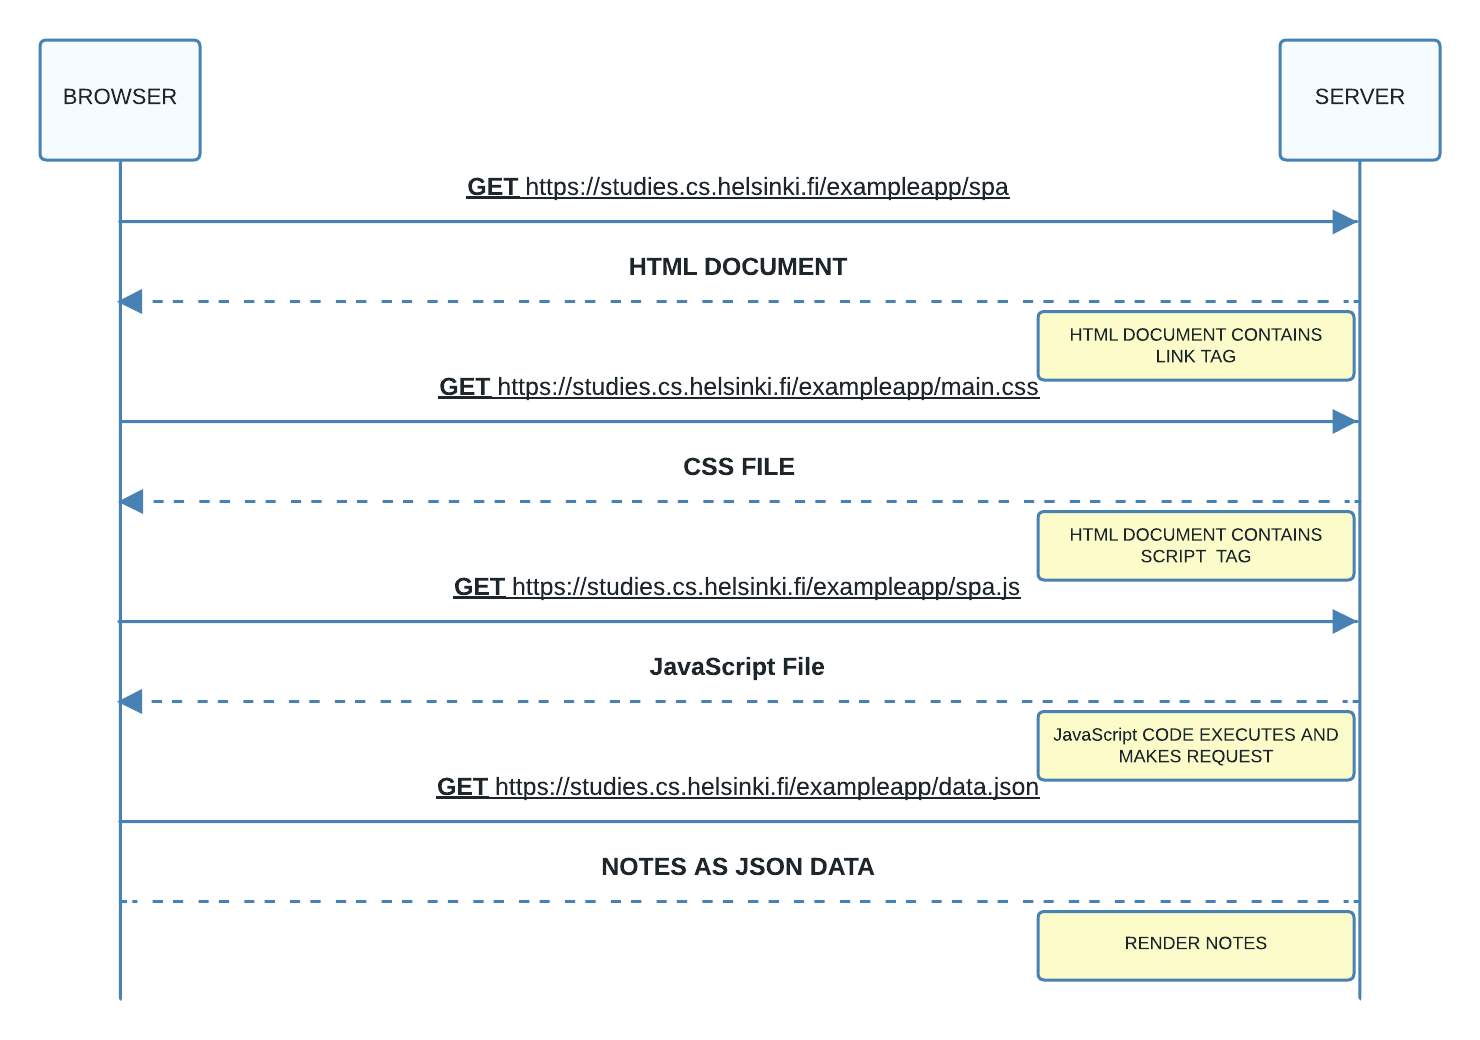 BROWSER
SERVER
GET https://studies.cs.helsinki.fi/exampleapp/spa
HTML DOCUMENT
HTML DOCUMENT CONTAINS
LINK TAG
GET https://studies.cs.helsinki.fi/exampleapp/main.css
CSS FILE
HTML DOCUMENT CONTAINS
SCRIPT  TAG
GET https://studies.cs.helsinki.fi/exampleapp/spa.js
JavaScript File
JavaScript CODE EXECUTES AND
MAKES REQUEST
GET https://studies.cs.helsinki.fi/exampleapp/data.json
NOTES AS JSON DATA
RENDER NOTES